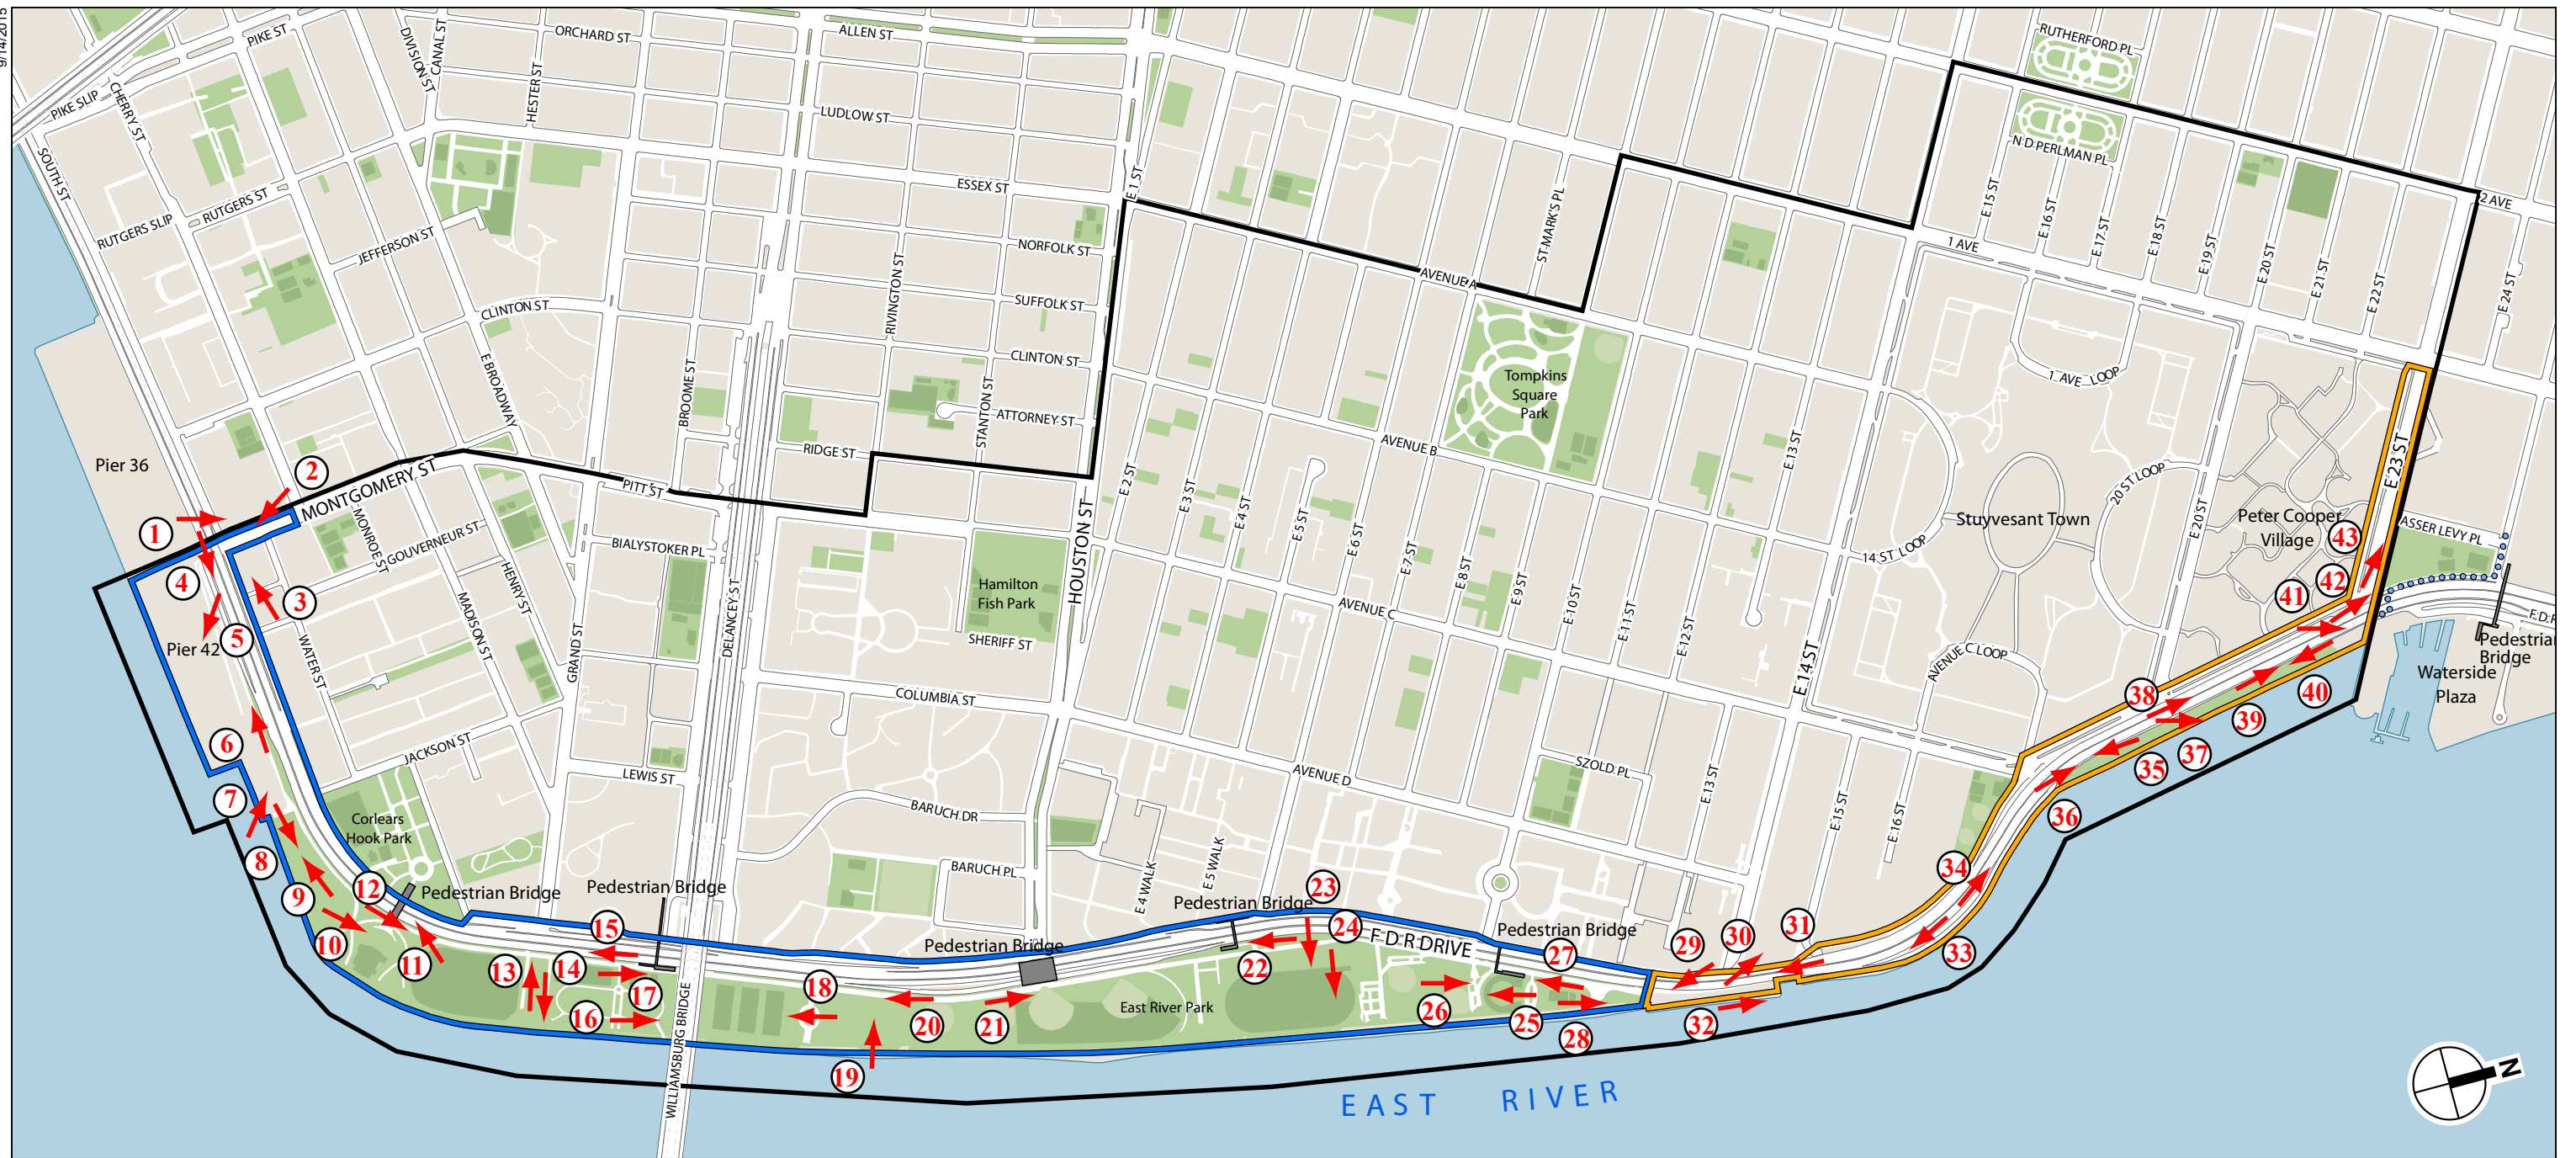 9/14/2015
PIKE ST
DIVISION ST
CANAL ST
ORCHARD ST
ALLEN ST
RUTHERFORD PL
PIKE SLIP
CHERRY ST
HESTER ST
LUDLOW ST
N D PERLMAN PL
SOUTH ST
RUTGERS SLIP
RUTGERS ST
JEFFERSON ST
ESSEX ST
E 1 ST
ST MARK'S PL
E 15 ST
E 16 ST
E 17 ST
E 18 ST
E 19 ST
E 20 ST
E 21 ST
E 22 ST
E 24 ST
2 AVE
1 AVE
NORFOLK ST
RIVINGTON ST
SUFFOLK ST
AVENUE A
CLINTON ST
CLINTON ST
E BROADWAY
BROOME ST
STANTON ST
ATTORNEY ST
RIDGE ST
Tompkins
Square
Park
1 AVE LOOP
AVENUE B
E 13 ST
Pier 36
2
MONTGOMERY ST
PITT ST
E 2 ST
E 3 ST
E 4 ST
E 5 ST
E 6 ST
E 7 ST
E 8 ST
E 9 ST
E 10 ST
E 11 ST
E 12 ST
20 ST LOOP
E 20 ST
E 23 ST
Stuyvesant Town
Peter Cooper
Village
43
ASSER LEVY PL
1
MONROE ST
GOUVERNEUR ST
HENRY ST
BIALYSTOKER PL
HOUSTON ST
14 ST LOOP
4
3
MADISON ST
DELANCEY ST
Hamilton
Fish Park
AVENUE C
41
42
F D R
5
Pier 42
WATER ST
GRAND ST
SHERIFF ST
E 14 ST
AVENUE C LOOP
Pedestrian
Bridge
Waterside
Plaza
COLUMBIA ST
38
40
39
6
JACKSON ST
LEWIS ST
AVENUE D
SZOLD PL
E 13 ST
37
35
7
Corlears
Hook Park
BARUCH DR
E 15 ST
E 16 ST
36
8
BARUCH PL
E 4 WALK
E 5 WALK
34
9
12
Pedestrian Bridge
Pedestrian Bridge
Pedestrian Bridge
23
24
15
Pedestrian Bridge
F D R DRIVE
Pedestrian Bridge
29
30
31
33
10
11
13
14
22
27
17
18
East River Park
16
20
21
26
25
28
32
19
WILLIAMSBURG BRIDGE
EAST RIVER
N